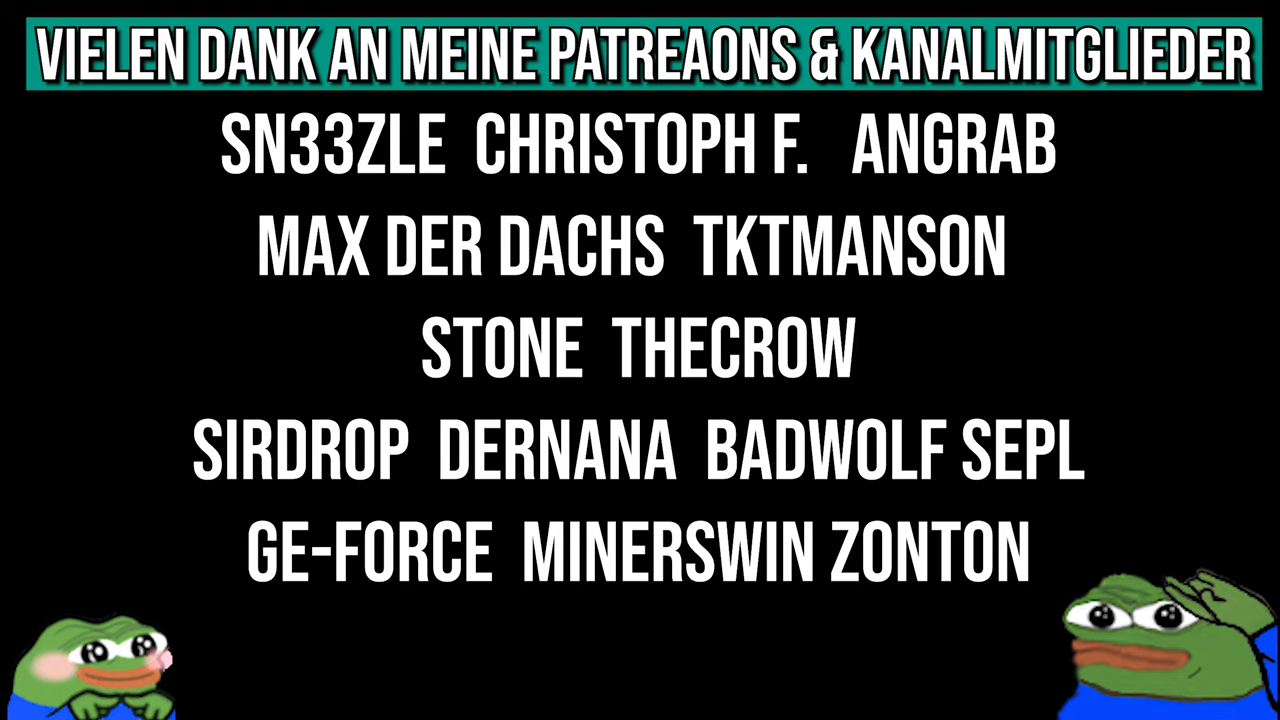 VIELEN DANK AN MEINE PATREAONS & KANALMITGLIEDER
SN33ZLE CHRISTOPH F. ANGRAB
MAX DER DACHS TKTMANSON
STONE THECROW
SIRDROP DERNANA BADWOLF SEPL
GE-FORCE MINERSWIN ZONTON